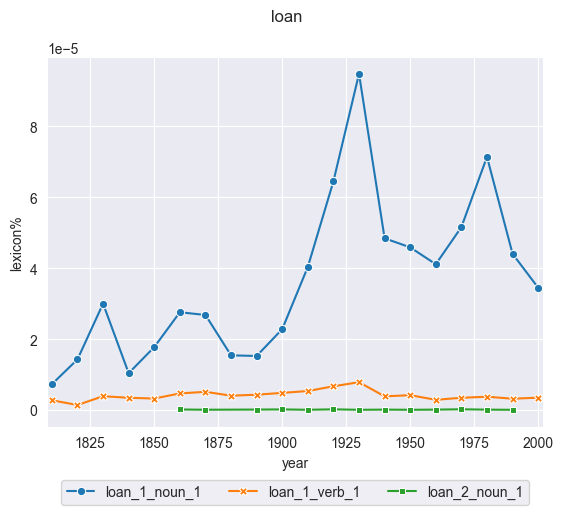 loan
1e−5
8
6
4
2
0
lexicon%
1825 1850 1875 1900 1925 1950 1975 2000
year
loan_1_noun_1 loan_1_verb_1 loan_2_noun_1